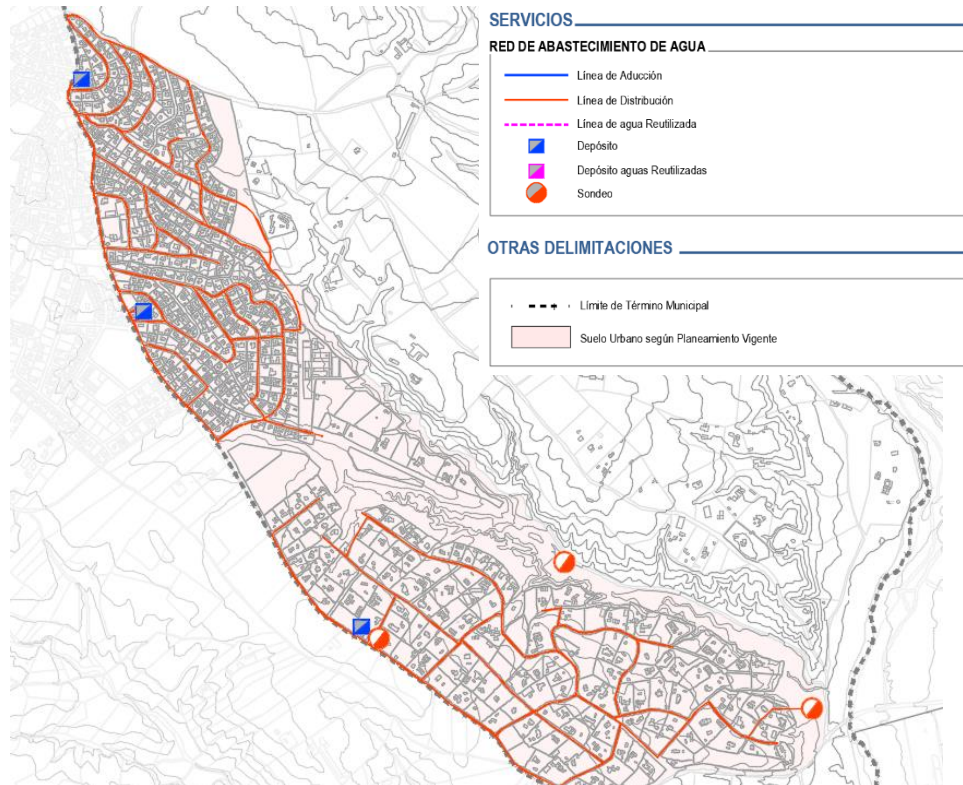 SERVICIOS
RED DE ABASTECIMIENTO DE AGUA
Línea de Aducción
Línea de Distribución
Línea de agua Reutilizada
Depósito
Depósito aguas Reutilizadas
Sondeo
OTRAS DELIMITACIONES
Límite de Término Municipal
Suelo Urbano según Planeamiento Vigente